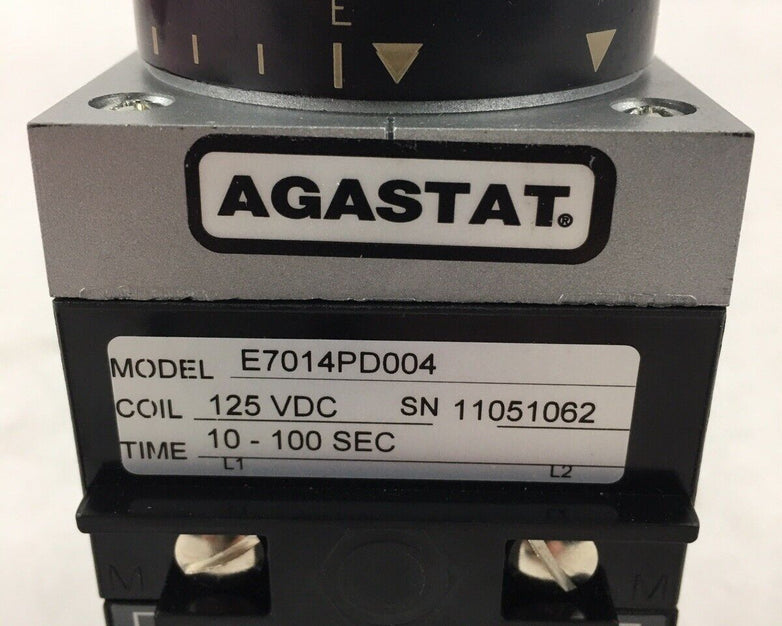 E
AGASTAT®
MODEL E7014PD004
COIL 125 VDC SN 11051062
TIME 10 - 100 SEC
L1 L2
M M